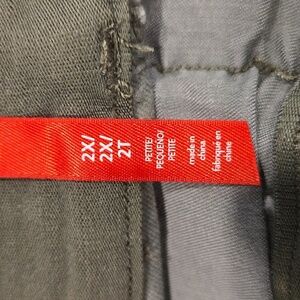 2X/
2X/
2T
PETITE/
PEQUEÑO/
PETITE
made in
china
fabriqué en
chine